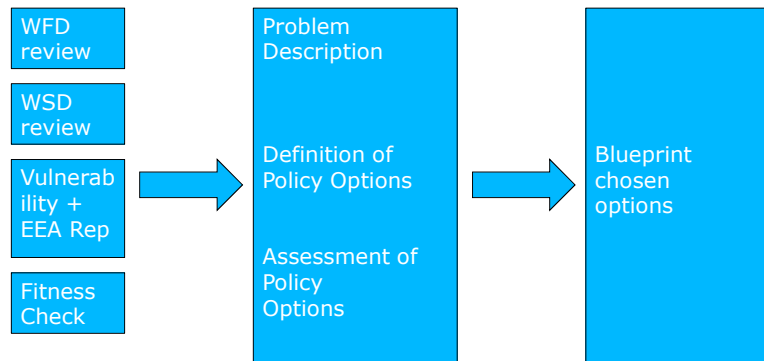 WFD
review
WSD
review
Vulnerab
ility +
EEA Rep
Fitness
Check
Problem
Description
Definition of
Policy Options
Assessment of
Policy
Options
Blueprint
chosen
options